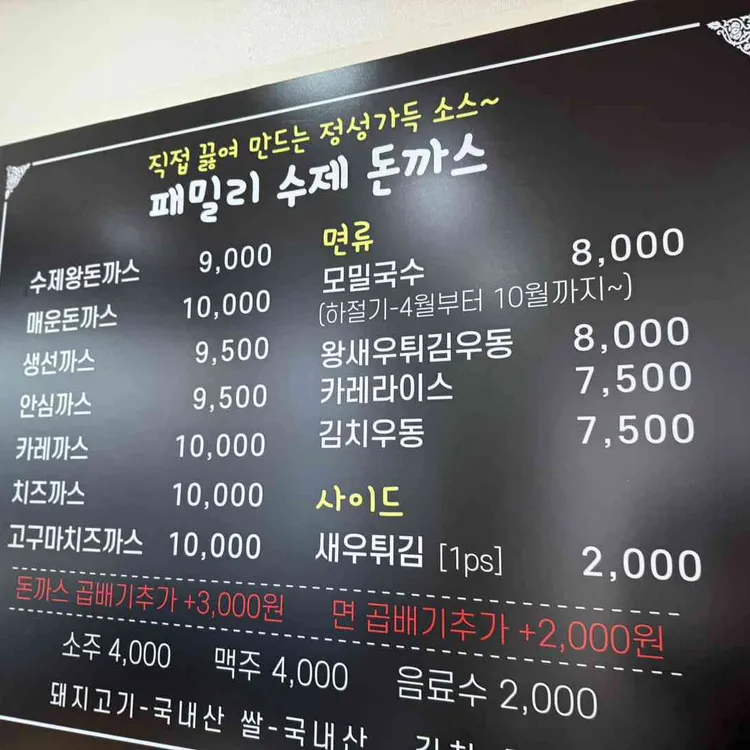 직접 끓여 만드는 정성가득 소스~
패밀리 수제 돈까스
수제왕돈까스 9,000
매운돈까스 10,000
생선까스 9,500
안심까스 9,500
카레까스 10,000
치즈까스 10,000
고구마치즈까스 10,000
면류
모밀국수 8,000
(하절기-4월부터 10월까지~)
왕새우튀김우동 8,000
카레라이스 7,500
김치우동 7,500
사이드
새우튀김 [1ps] 2,000
돈까스 곱배기추가 +3,000원 면 곱배기추가 +2,000원
소주 4,000 맥주 4,000 음료수 2,000
돼지고기-국내산 쌀-국내산